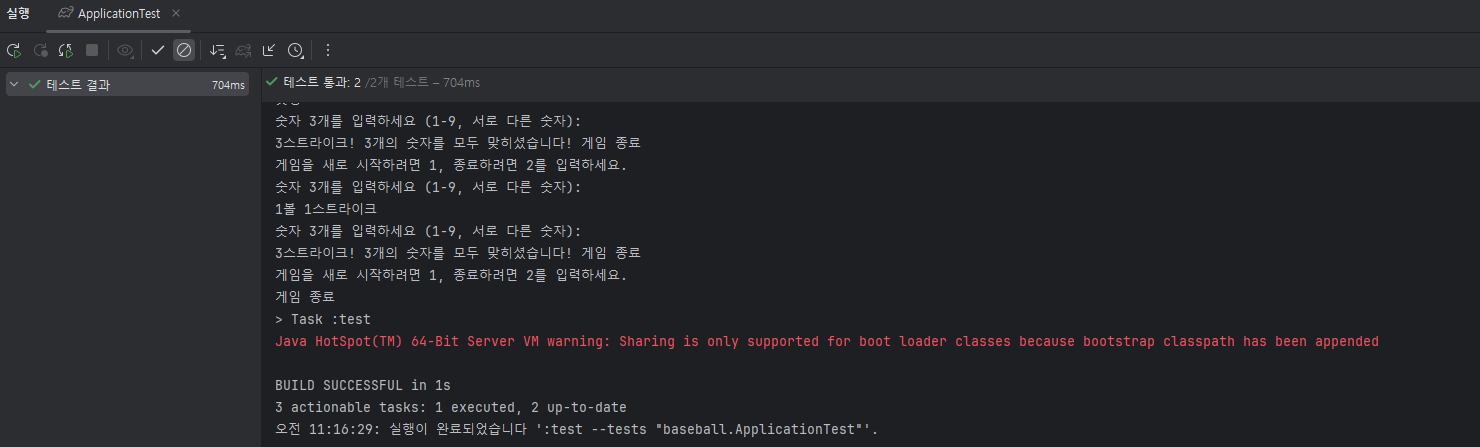 실행 ApplicationTest
테스트 결과 704ms
테스트 통과: 2 /2개 테스트 – 704ms
숫자 3개를 입력하세요 (1-9, 서로 다른 숫자):
3스트라이크! 3개의 숫자를 모두 맞히셨습니다! 게임 종료
게임을 새로 시작하려면 1, 종료하려면 2를 입력하세요.
숫자 3개를 입력하세요 (1-9, 서로 다른 숫자):
1볼 1스트라이크
숫자 3개를 입력하세요 (1-9, 서로 다른 숫자):
3스트라이크! 3개의 숫자를 모두 맞히셨습니다! 게임 종료
게임을 새로 시작하려면 1, 종료하려면 2를 입력하세요.
게임 종료
> Task :test
Java HotSpot(TM) 64-Bit Server VM warning: Sharing is only supported for boot loader classes because bootstrap classpath has been appended
BUILD SUCCESSFUL in 1s
3 actionable tasks: 1 executed, 2 up-to-date
오전 11:16:29: 실행이 완료되었습니다 ':test --tests "baseball.ApplicationTest"'.